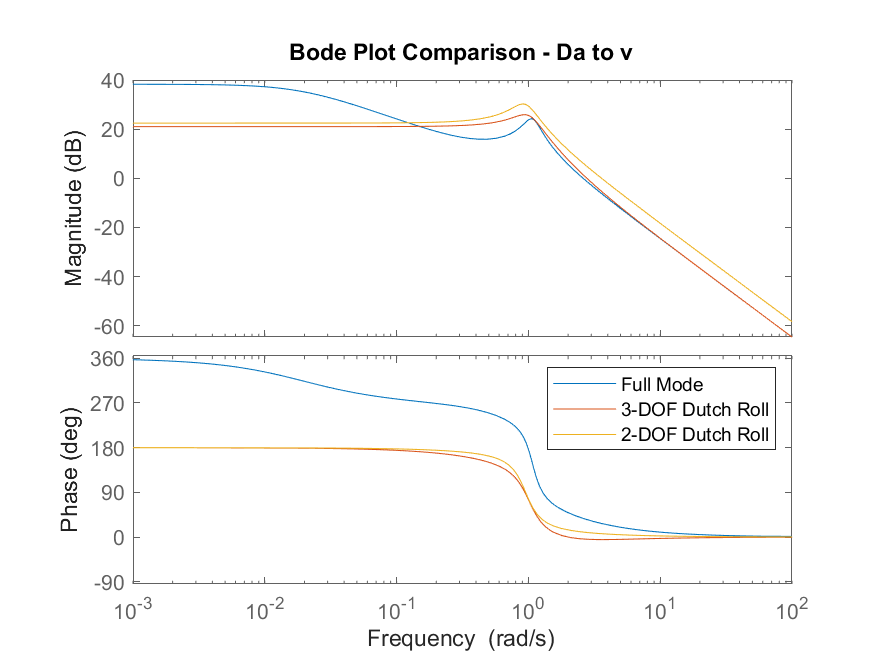 Bode Plot Comparison - Da to v
Magnitude (dB)
40
20
0
-20
-40
-60
Phase (deg)
360
270
180
90
0
-90
Full Mode
3-DOF Dutch Roll
2-DOF Dutch Roll
10^-3 10^-2 10^-1 10^0 10^1 10^2
Frequency (rad/s)